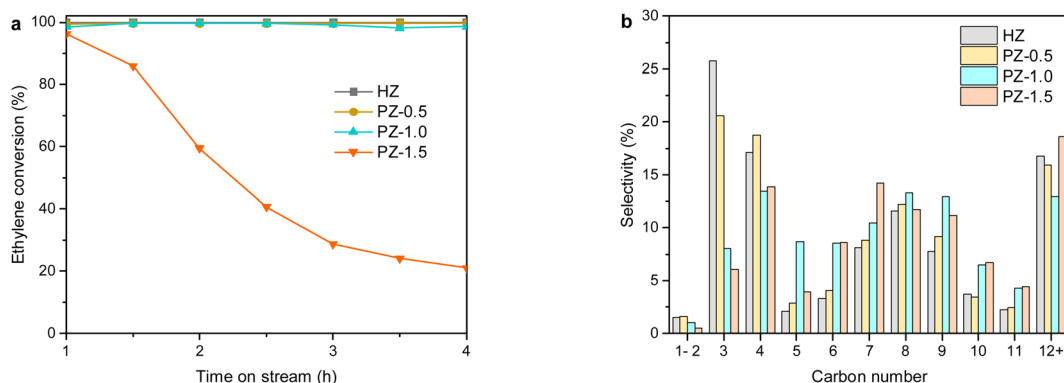 a
Ethylene conversion (%)
100
80
60
40
20
0
1
2
3
4
Time on stream (h)
HZ
PZ-0.5
PZ-1.0
PZ-1.5
b
Selectivity (%)
30
25
20
15
10
5
0
1- 2
3
4
5
6
7
8
9
10
11
12+
Carbon number
HZ
PZ-0.5
PZ-1.0
PZ-1.5